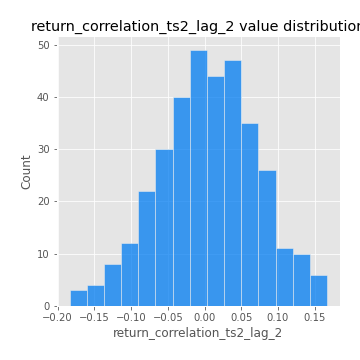 return_correlation_ts2_lag_2 value distribution
50
40
30
20
10
0
Count
−0.20 −0.15 −0.10 −0.05 0.00 0.05 0.10 0.15
return_correlation_ts2_lag_2